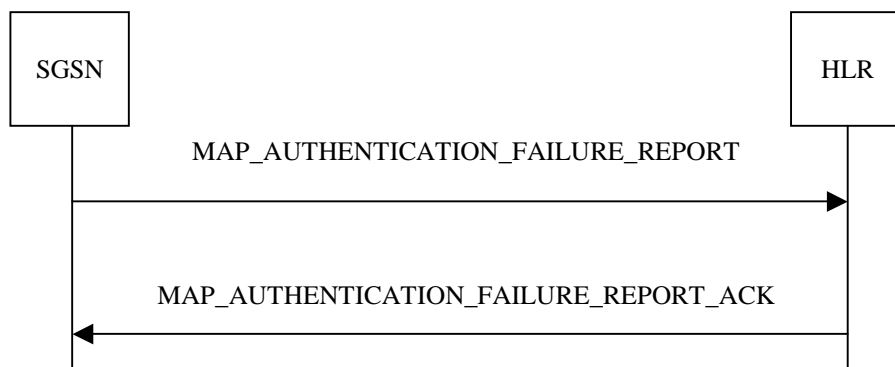 SGSN
HLR
MAP_AUTHENTICATION_FAILURE_REPORT
MAP_AUTHENTICATION_FAILURE_REPORT_ACK